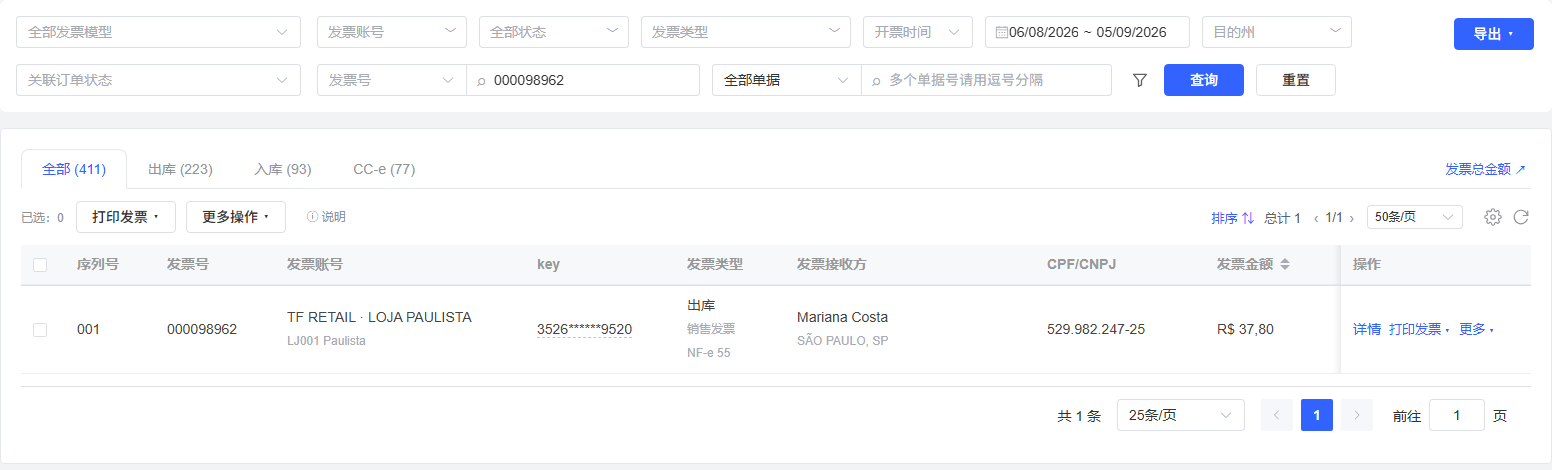 全部发票模型 发票账号 全部状态 发票类型 开票时间 06/08/2026 ~ 05/09/2026 目的州 导出
关联订单状态 发票号 000098962 全部单据 多个单据号请用逗号分隔 查询 重置
全部 (411) 出库 (223) 入库 (93) CC-e (77) 发票总金额 ↗
已选: 0 打印发票 更多操作 说明 排序 总计 1 ‹ 1/1 › 50条/页
序列号 发票号 发票账号 key 发票类型 发票接收方 CPF/CNPJ 发票金额 操作
001 000098962 TF RETAIL · LOJA PAULISTA LJ001 Paulista 3526******9520 出库 销售发票 NF-e 55 Mariana Costa SÃO PAULO, SP 529.982.247-25 R$ 37,80 详情 打印发票 更多
共 1 条 25条/页 1 前往 1 页